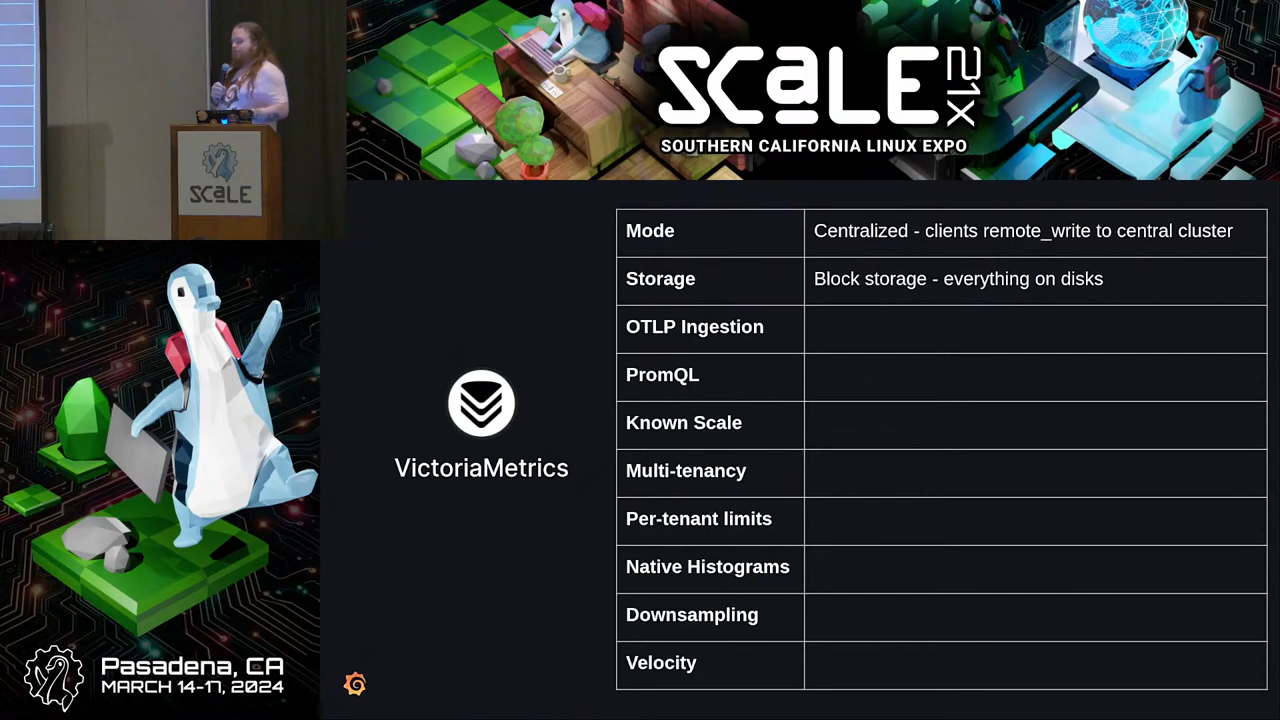 SCaLE 21X
SOUTHERN CALIFORNIA LINUX EXPO
SCaLE
Mode Centralized - clients remote_write to central cluster
Storage Block storage - everything on disks
OTLP Ingestion
PromQL
Known Scale
Multi-tenancy
Per-tenant limits
Native Histograms
Downsampling
Velocity
VictoriaMetrics
Pasadena, CA
MARCH 14-17, 2024